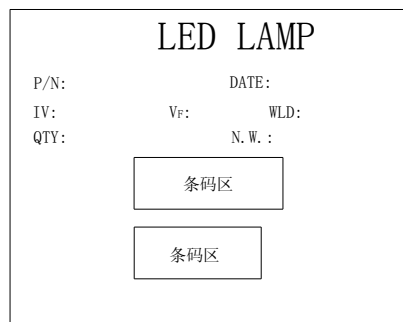 LED LAMP
P/N: DATE:
IV: VF: WLD:
QTY: N.W.:
条码区
条码区